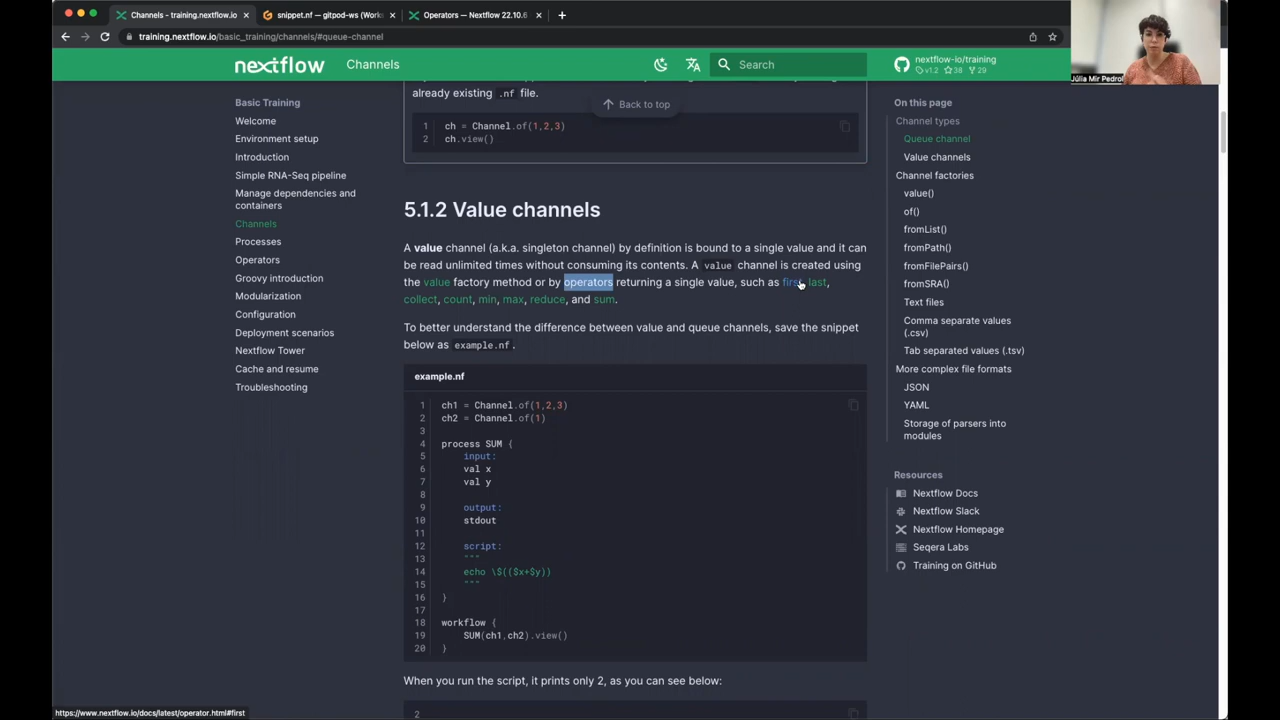 Channels - training.nextflow.io
snippet.nf — gitpod-ws (Works
Operators — Nextflow 22.10.6
training.nextflow.io/basic_training/channels/#queue-channel
nextflow
Channels
Search
nextflow-io/training
v1.2 38 29
Júlia Mir Pedrol
Basic Training
Welcome
Environment setup
Introduction
Simple RNA-Seq pipeline
Manage dependencies and
containers
Channels
Processes
Operators
Groovy introduction
Modularization
Configuration
Deployment scenarios
Nextflow Tower
Cache and resume
Troubleshooting
already existing .nf file.
Back to top
1 ch = Channel.of(1,2,3)
2 ch.view()
5.1.2 Value channels
A value channel (a.k.a. singleton channel) by definition is bound to a single value and it can
be read unlimited times without consuming its contents. A value channel is created using
the value factory method or by operators returning a single value, such as first, last,
collect, count, min, max, reduce, and sum.
To better understand the difference between value and queue channels, save the snippet
below as example.nf.
example.nf
1 ch1 = Channel.of(1,2,3)
2 ch2 = Channel.of(1)
3
4 process SUM {
5 input:
6 val x
7 val y
8
9 output:
10 stdout
11
12 script:
13 """
14 echo \$(($x+$y))
15 """
16 }
17
18 workflow {
19 SUM(ch1,ch2).view()
20 }
When you run the script, it prints only 2, as you can see below:
2
On this page
Channel types
Queue channel
Value channels
Channel factories
value()
of()
fromList()
fromPath()
fromFilePairs()
fromSRA()
Text files
Comma separate values
(.csv)
Tab separated values (.tsv)
More complex file formats
JSON
YAML
Storage of parsers into
modules
Resources
Nextflow Docs
Nextflow Slack
Nextflow Homepage
Seqera Labs
Training on GitHub
https://www.nextflow.io/docs/latest/operator.html#first